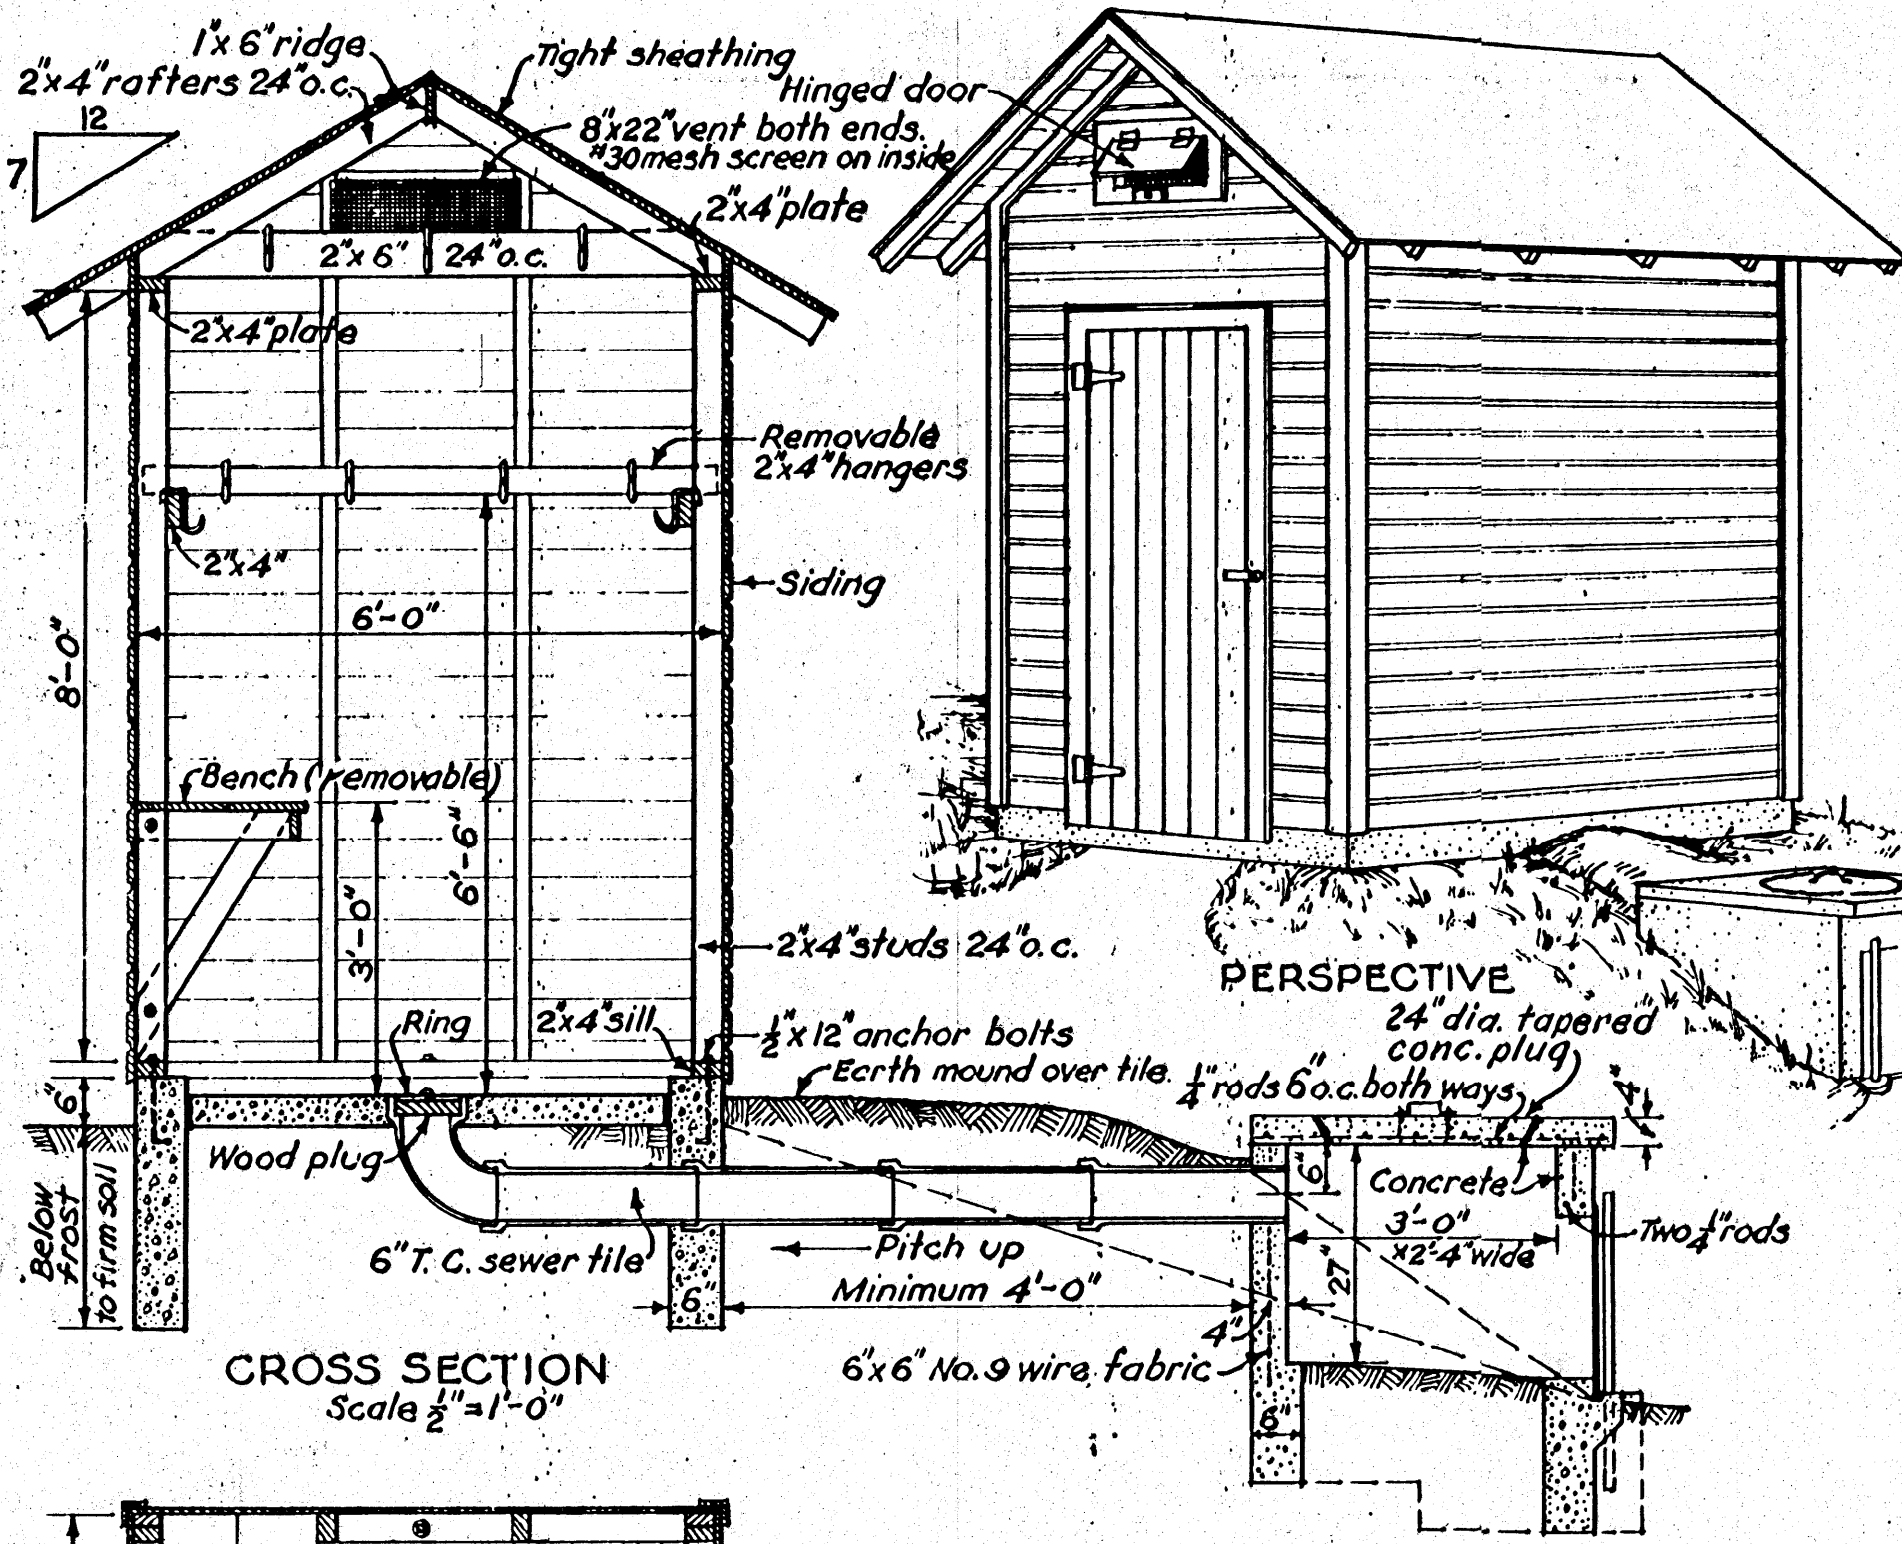 1"x 6" ridge
2"x4" rafters 24" o.c.
12
7
Tight sheathing
Hinged door
8"x22" vent both ends.
#30 mesh screen on inside
2"x4" plate
2"x6" 24" o.c.
2"x4" plate
Removable
2"x4" hangers
2"x4"
Siding
6'-0"
8'-0"
Bench (removable)
6'-6"
3'-0"
2"x4" studs 24" o.c.
PERSPECTIVE
Ring
2"x4" sill
½"x 12" anchor bolts
Earth mound over tile.
24" dia. tapered
conc. plug
¼" rods 6" o.c. both ways
4"
6"
Wood plug
Below
frost
to firm soil
6" T. C. sewer tile
6"
Pitch up
Minimum 4'-0"
6"
Concrete
3'-0"
x2'-4" wide
27"
Two ¼" rods
4"
6"x6" No. 9 wire fabric
6"
CROSS SECTION
Scale ½" = 1'-0"